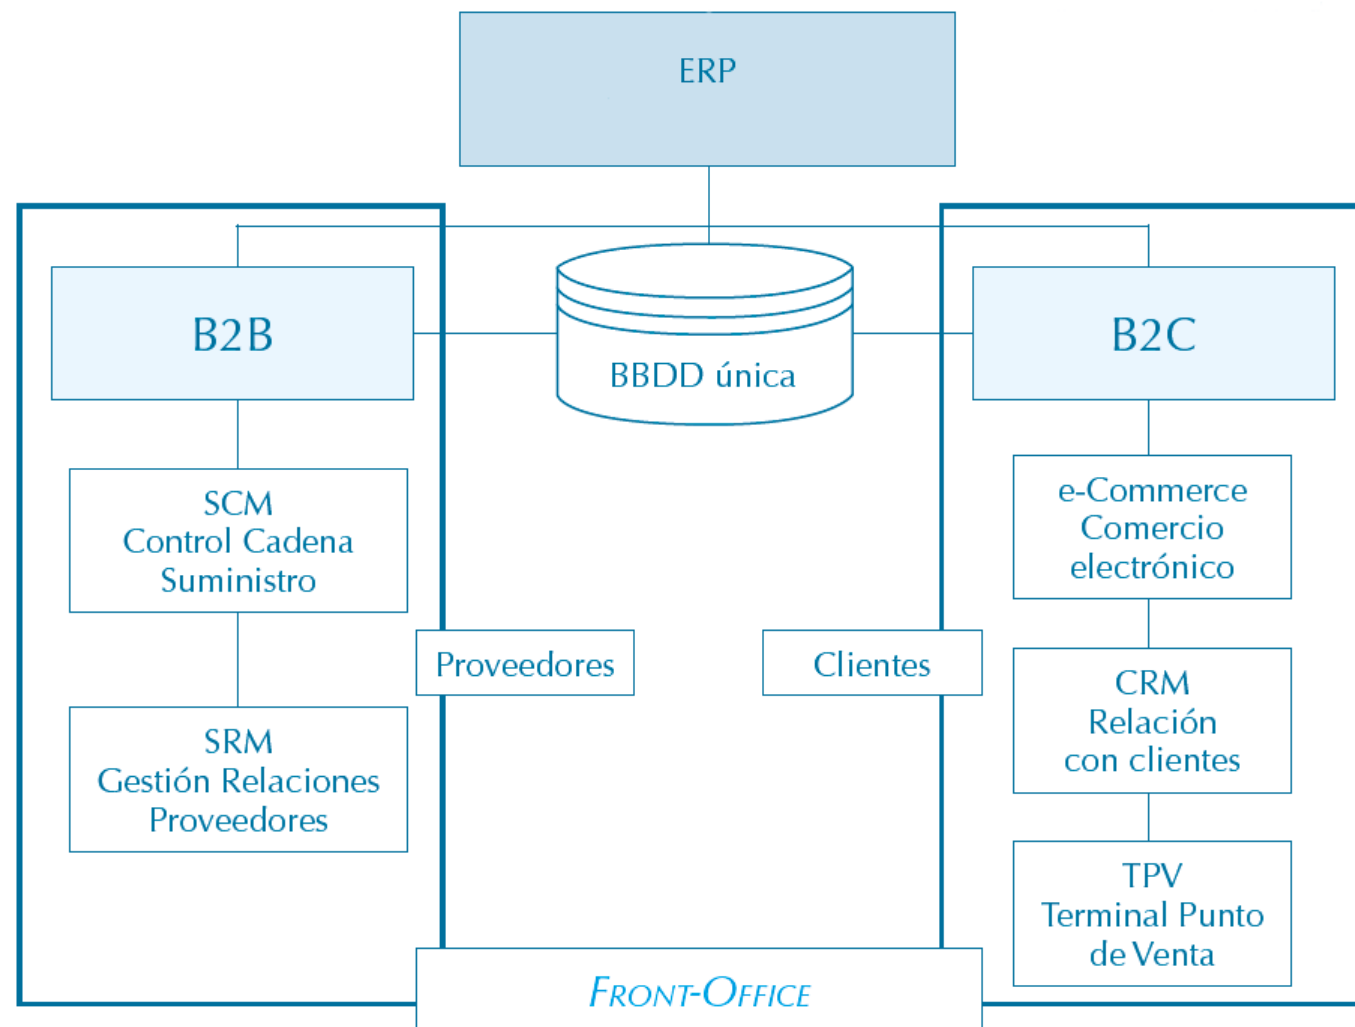 ERP
B2B
BBDD única
B2C
SCM
Control Cadena
Suministro
e-Commerce
Comercio
electrónico
Proveedores
Clientes
SRM
Gestión Relaciones
Proveedores
CRM
Relación
con clientes
TPV
Terminal Punto
de Venta
FRONT-OFFICE